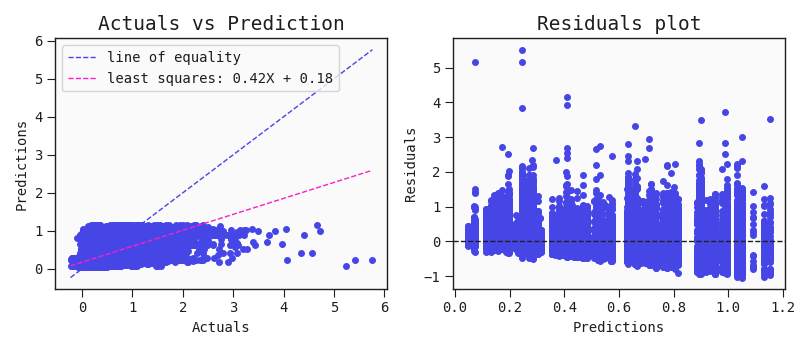 Actuals vs Prediction
line of equality
least squares: 0.42X + 0.18
Predictions
6
5
4
3
2
1
0
0 1 2 3 4 5 6
Actuals
Residuals plot
Residuals
5
4
3
2
1
0
−1
0.0 0.2 0.4 0.6 0.8 1.0 1.2
Predictions